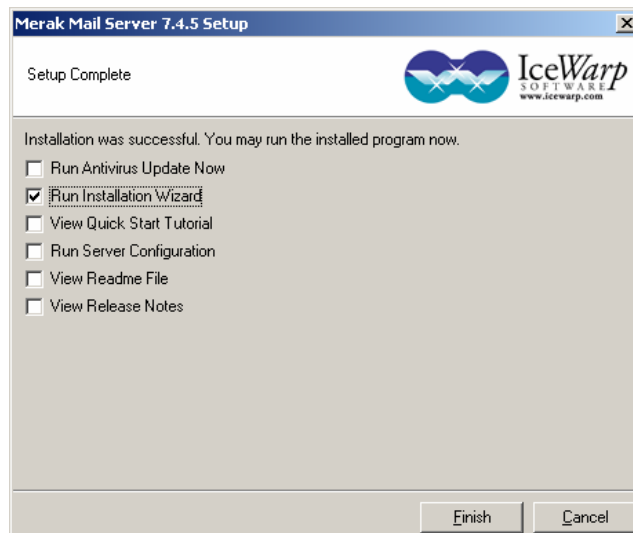 Merak Mail Server 7.4.5 Setup
Setup Complete
IceWarp
SOFTWARE
www.icewarp.com
Installation was successful. You may run the installed program now.
Run Antivirus Update Now
Run Installation Wizard
View Quick Start Tutorial
Run Server Configuration
View Readme File
View Release Notes
Finish
Cancel